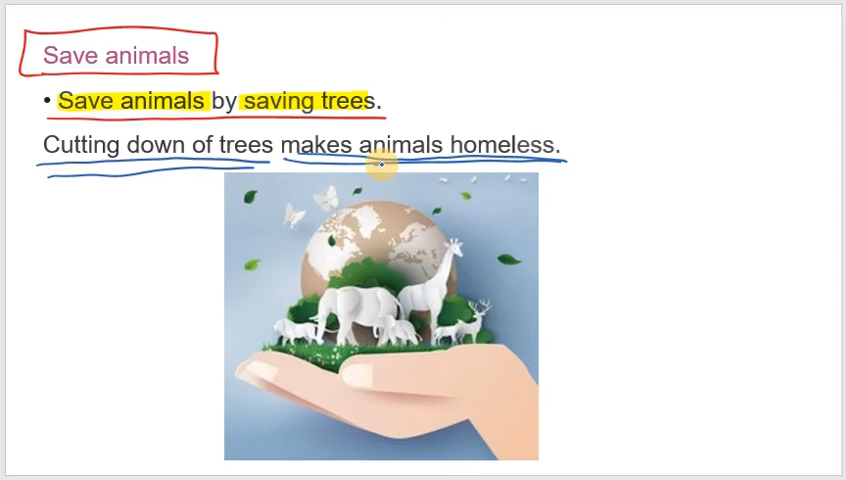 Save animals
• Save animals by saving trees.
Cutting down of trees makes animals homeless.